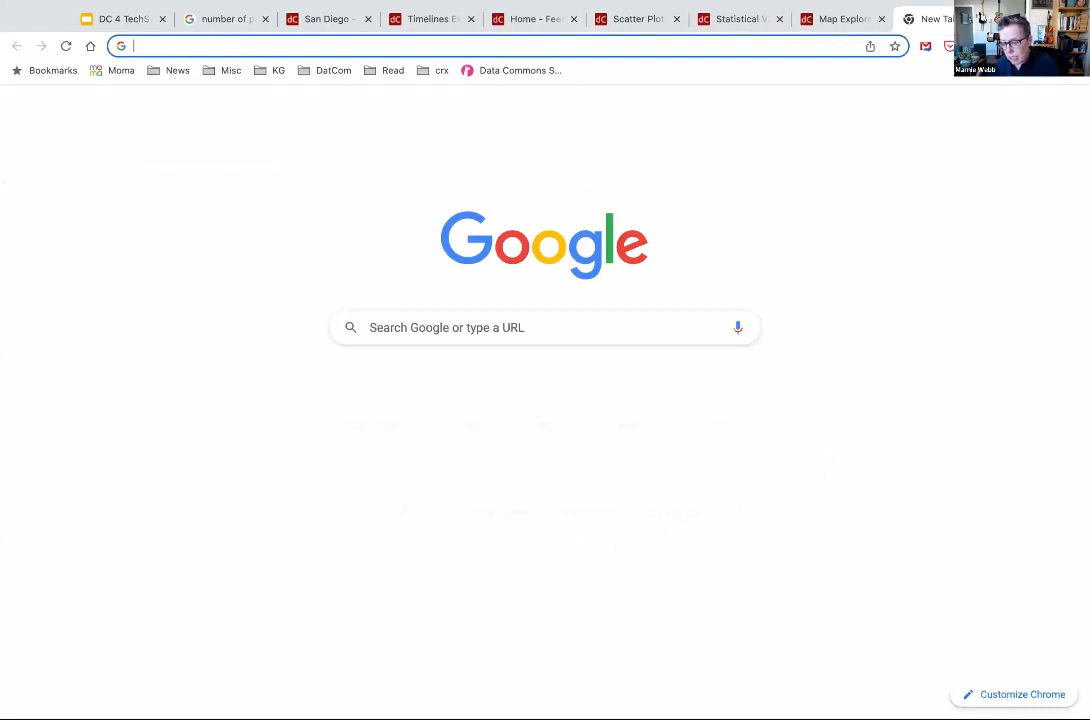 DC 4 TechS
number of p
San Diego -
Timelines E
Home - Fee
Scatter Plot
Statistical V
Map Explor
New Ta
Marnie Webb
Bookmarks
Moma
News
Misc
KG
DatCom
Read
crx
Data Commons S...
Google
Search Google or type a URL
Customize Chrome